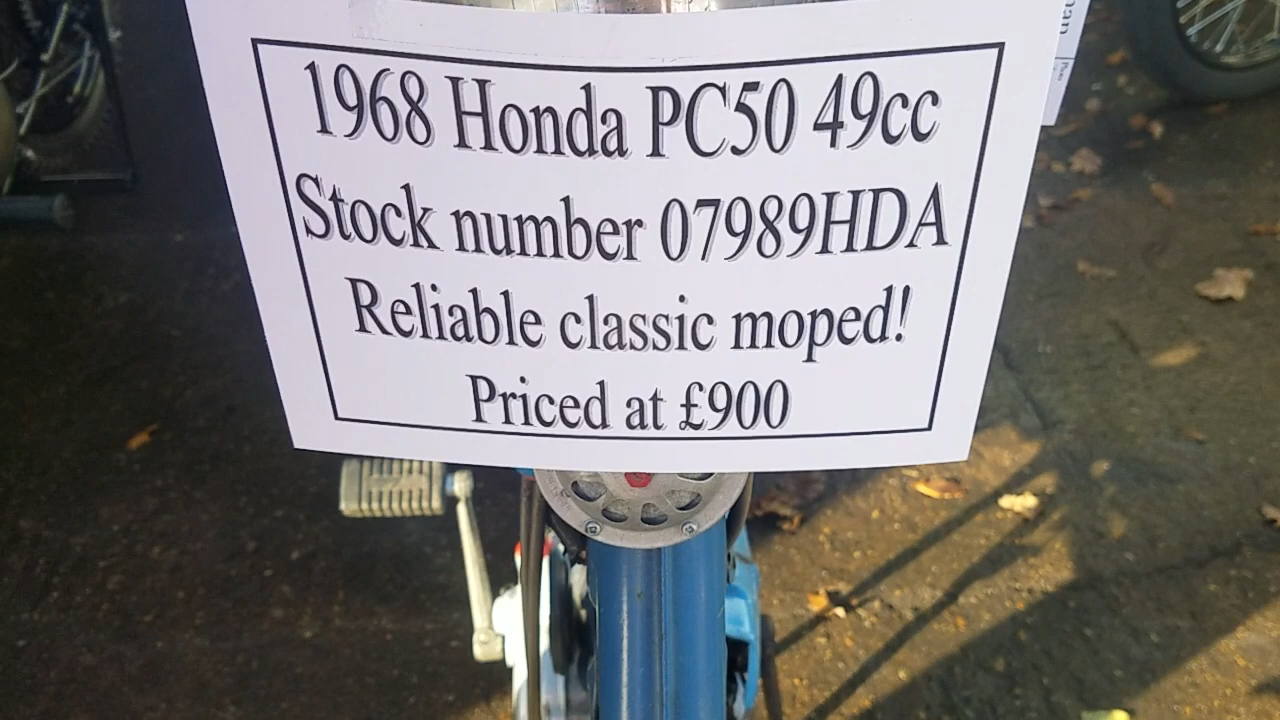 1968 Honda PC50 49cc
Stock number 07989HDA
Reliable classic moped!
Priced at £900